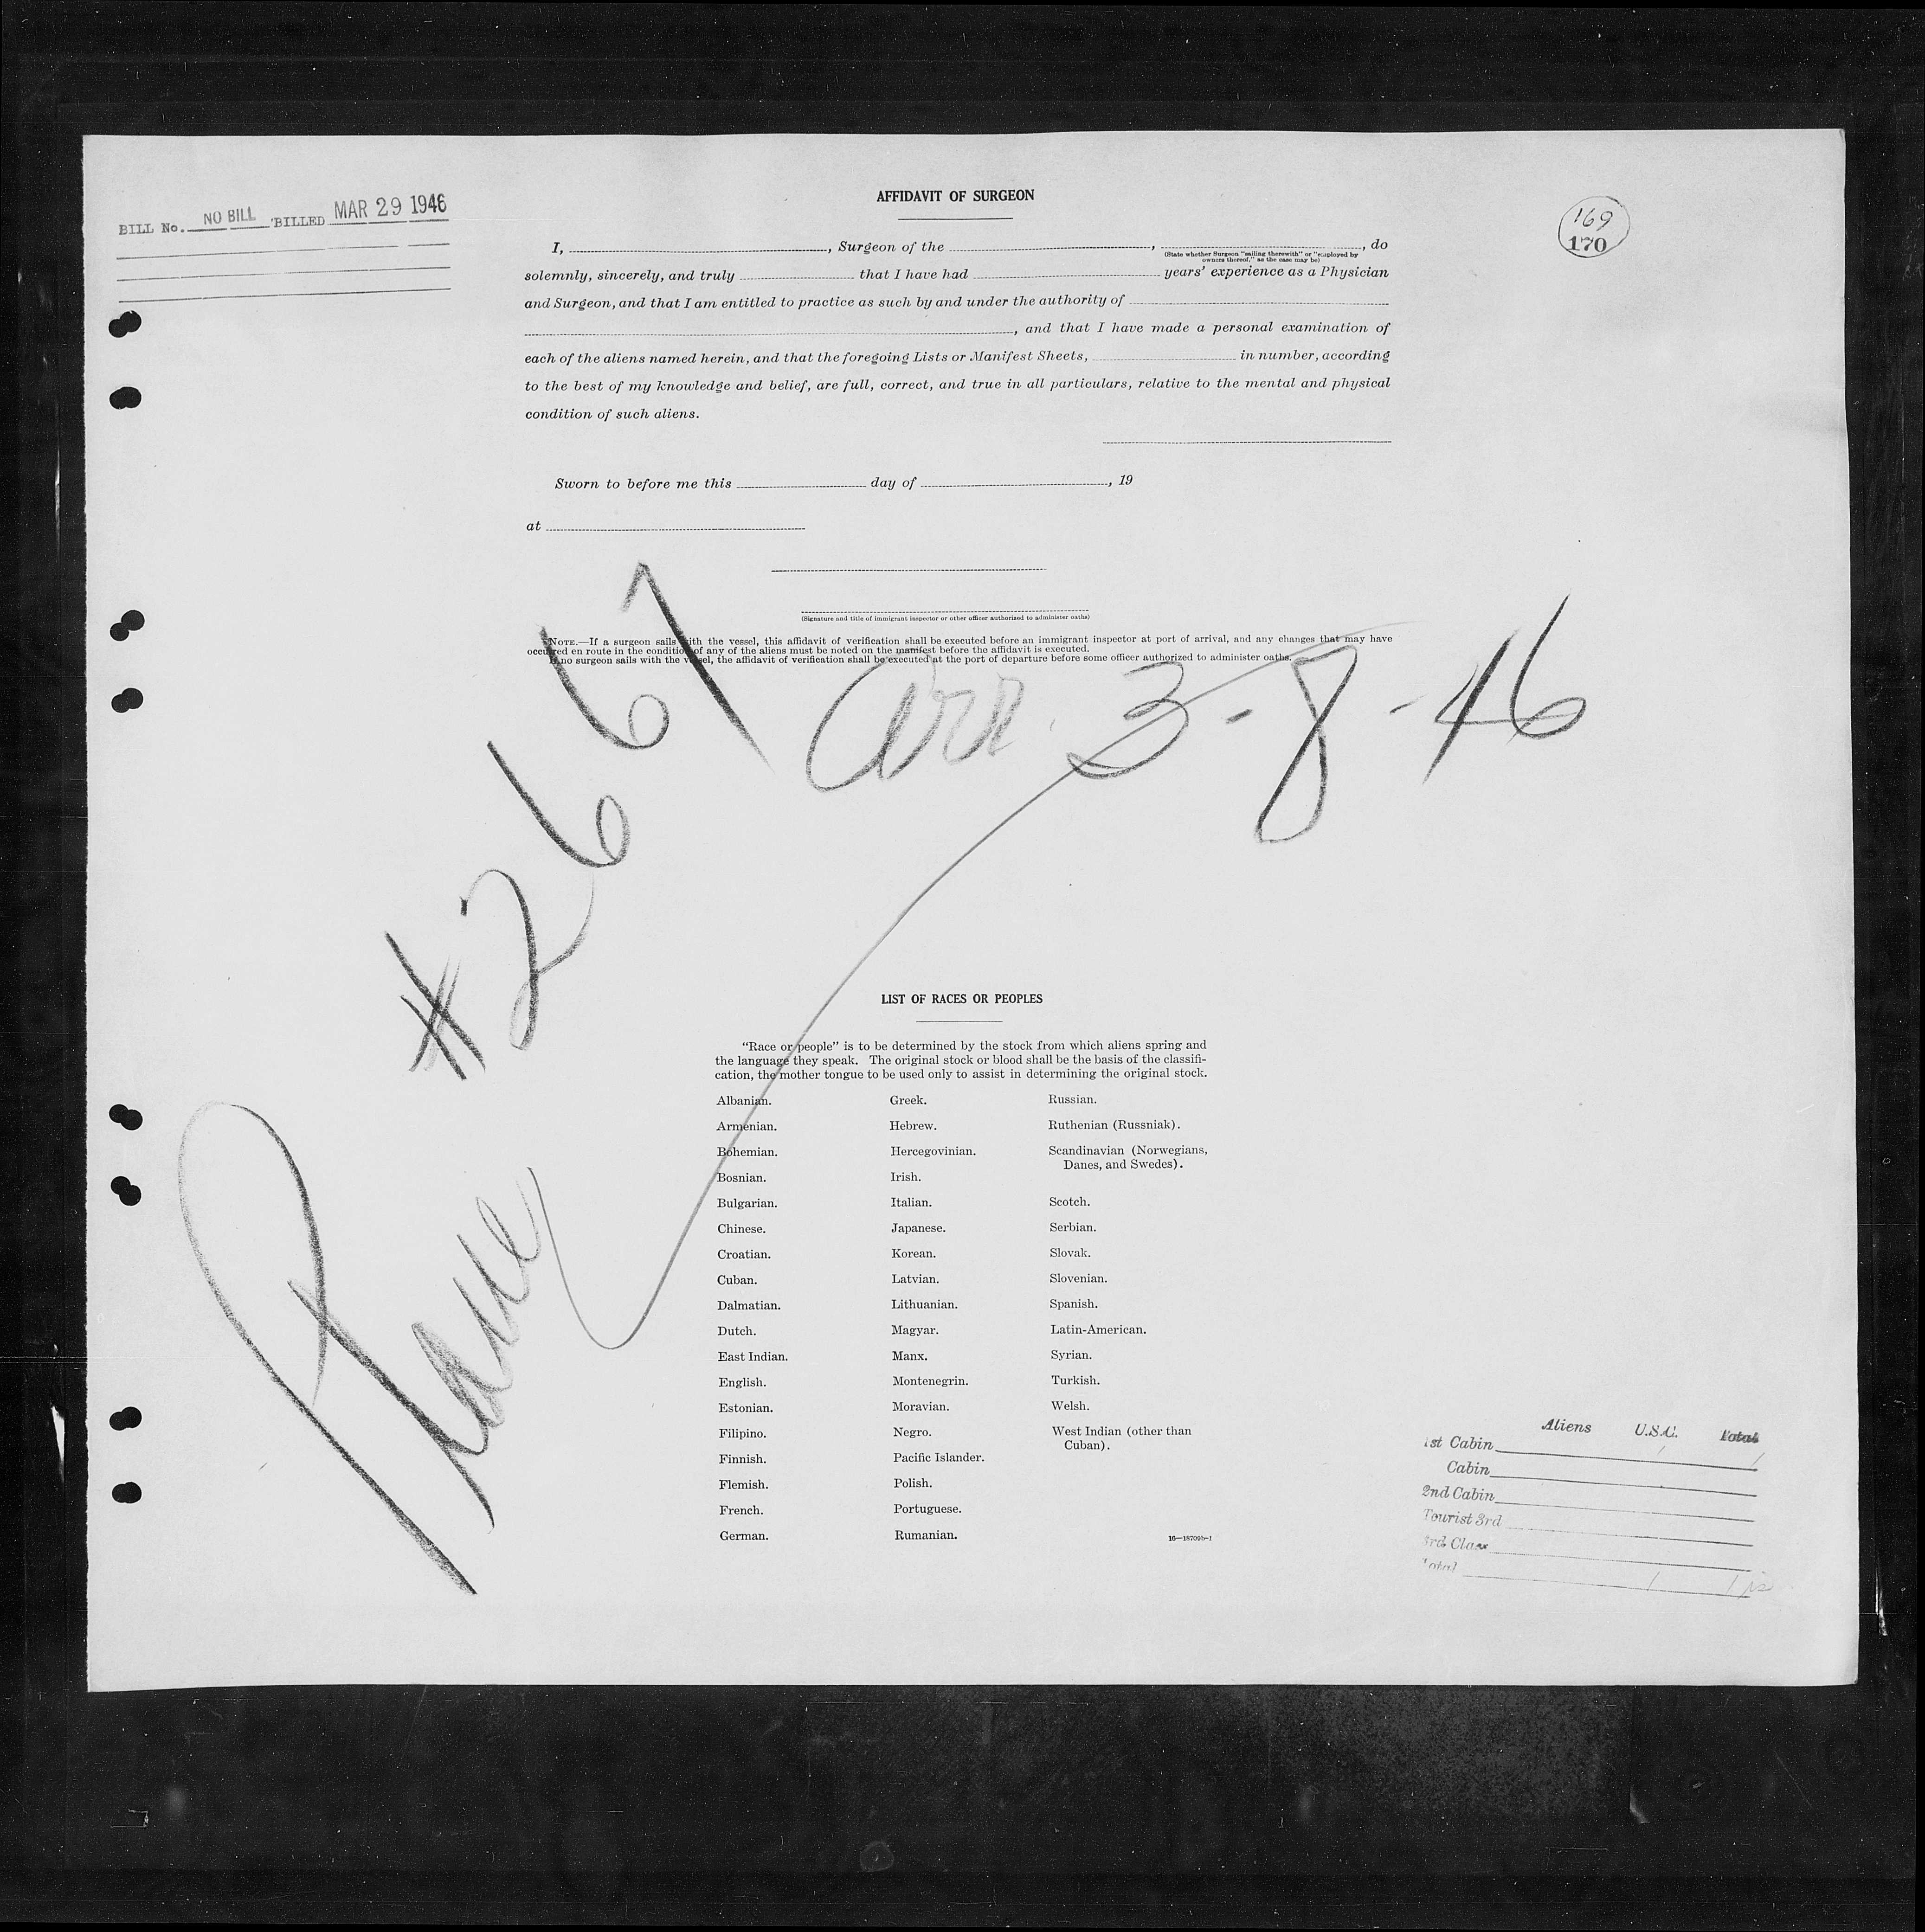 BILL No. NO BILL BILLED MAR 29 1946
AFFIDAVIT OF SURGEON
169
170
I, , Surgeon of the , , do
(State whether Surgeon "sailing therewith" or "employed by
owners thereof," as the case may be)
solemnly, sincerely, and truly that I have had years' experience as a Physician
and Surgeon, and that I am entitled to practice as such by and under the authority of
, and that I have made a personal examination of
each of the aliens named herein, and that the foregoing Lists or Manifest Sheets, in number, according
to the best of my knowledge and belief, are full, correct, and true in all particulars, relative to the mental and physical
condition of such aliens.
Sworn to before me this day of , 19
at
(Signature and title of immigrant inspector or other officer authorized to administer oaths)
NOTE.—If a surgeon sails with the vessel, this affidavit of verification shall be executed before an immigrant inspector at port of arrival, and any changes that may have
occurred en route in the condition of any of the aliens must be noted on the manifest before the affidavit is executed.
If no surgeon sails with the vessel, the affidavit of verification shall be executed at the port of departure before some officer authorized to administer oaths.
Arr. 3-8-46
Plane #2667
LIST OF RACES OR PEOPLES
"Race or people" is to be determined by the stock from which aliens spring and
the language they speak. The original stock or blood shall be the basis of the classifi-
cation, the mother tongue to be used only to assist in determining the original stock.
Albanian.
Armenian.
Bohemian.
Bosnian.
Bulgarian.
Chinese.
Croatian.
Cuban.
Dalmatian.
Dutch.
East Indian.
English.
Estonian.
Filipino.
Finnish.
Flemish.
French.
German.
Greek.
Hebrew.
Hercegovinian.
Irish.
Italian.
Japanese.
Korean.
Latvian.
Lithuanian.
Magyar.
Manx.
Montenegrin.
Moravian.
Negro.
Pacific Islander.
Polish.
Portuguese.
Rumanian.
Russian.
Ruthenian (Russniak).
Scandinavian (Norwegians,
Danes, and Swedes).
Scotch.
Serbian.
Slovak.
Slovenian.
Spanish.
Latin-American.
Syrian.
Turkish.
Welsh.
West Indian (other than
Cuban).
16—18709b-1
Aliens U.S.C. Total
1st Cabin 1 1
Cabin
2nd Cabin
Tourist 3rd
3rd Class
Total 1 1